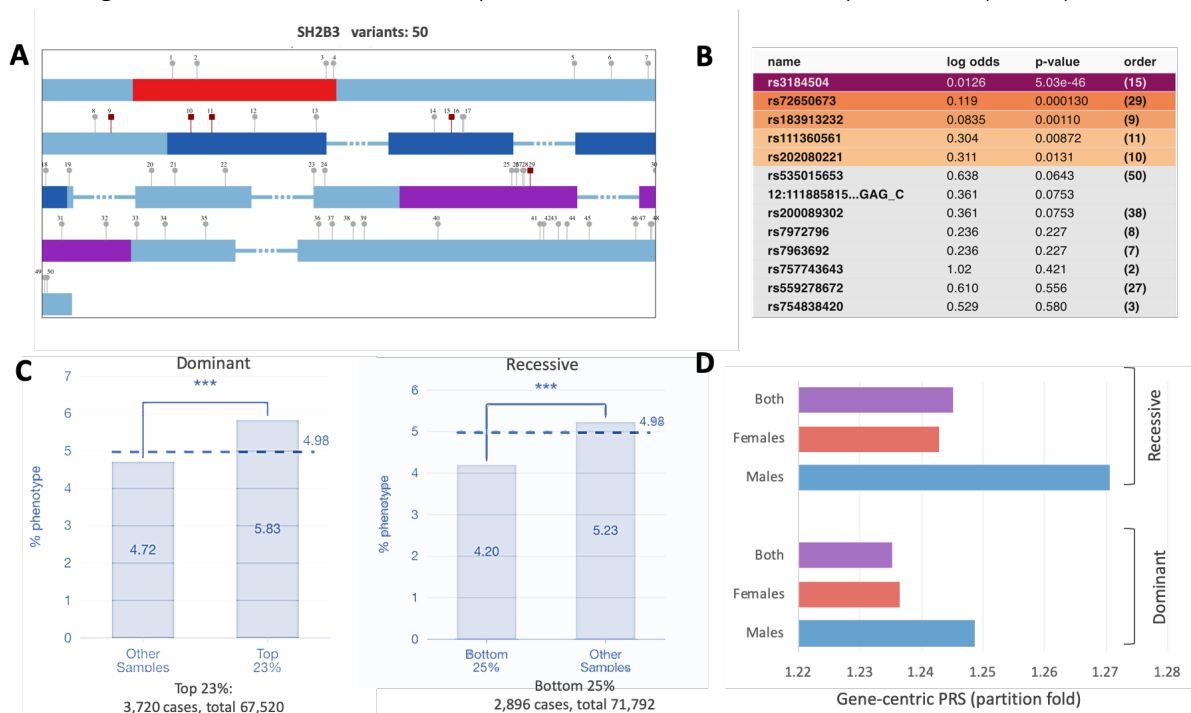 SH2B3 variants: 50
A
1 2 3 4 5 6 7
8 9 10 11 12 13 14 15 16 17
18 19 20 21 22 23 24 25 28 29 30
31 32 33 34 35 36 37 38 39 40 41 42 43 44 45 46 47 48
49 50
B
name log odds p-value order
rs3184504 0.0126 5.03e-46 (15)
rs72650673 0.119 0.000130 (29)
rs183913232 0.0835 0.00110 (9)
rs111360561 0.304 0.00872 (11)
rs202080221 0.311 0.0131 (10)
rs535015653 0.638 0.0643 (50)
12:111885815...GAG_C 0.361 0.0753
rs200089302 0.361 0.0753 (38)
rs7972796 0.236 0.227 (8)
rs7963692 0.236 0.227 (7)
rs757743643 1.02 0.421 (2)
rs559278672 0.610 0.556 (27)
rs754838420 0.529 0.580 (3)
C
Dominant
% phenotype
7
6
5
4
3
2
1
0
***
4.98
4.72
5.83
Other
Samples
Top
23%
Top 23%:
3,720 cases, total 67,520
Recessive
% phenotype
6
5
4
3
2
1
0
***
4.98
4.20
5.23
Bottom
25%
Other
Samples
Bottom 25%
2,896 cases, total 71,792
D
Both
Females
Males
Recessive
Both
Females
Males
Dominant
1.22 1.23 1.24 1.25 1.26 1.27 1.28
Gene-centric PRS (partition fold)